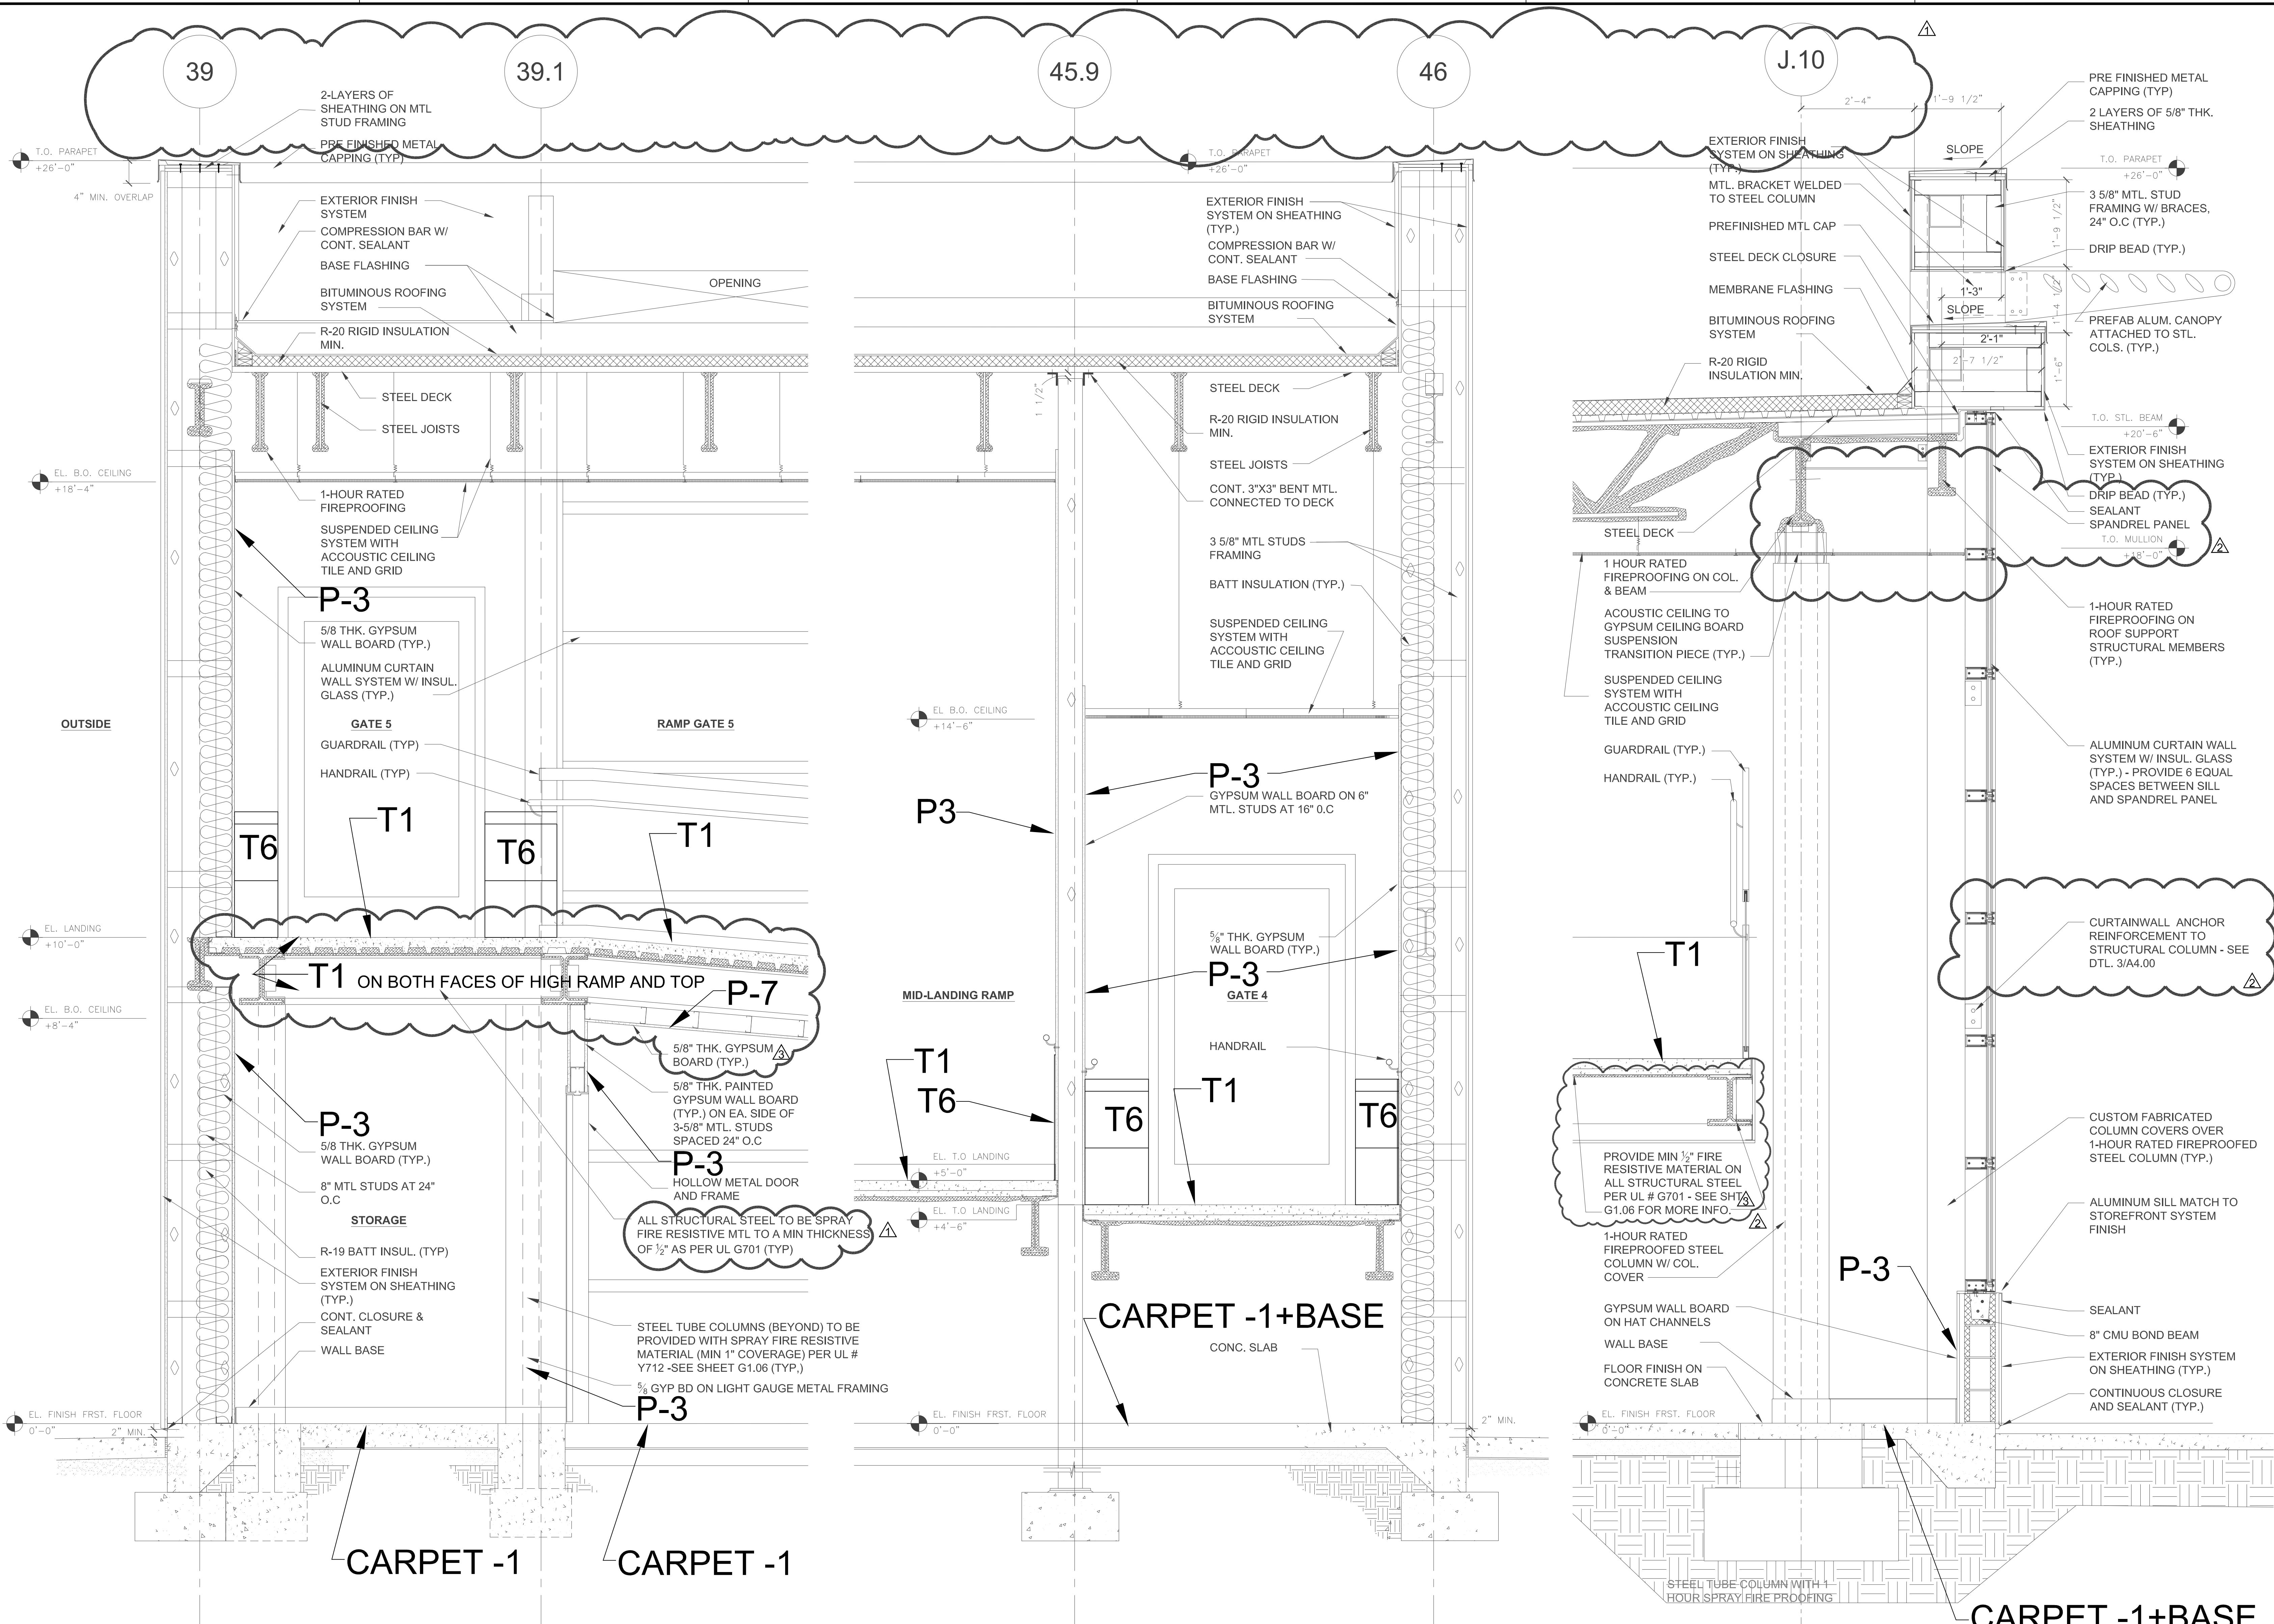 39
39.1
45.9
46
J.10
1
2-LAYERS OF
SHEATHING ON MTL
STUD FRAMING
PRE FINISHED METAL
CAPPING (TYP)
T.O. PARAPET
+26'-0"
4" MIN. OVERLAP
EXTERIOR FINISH
SYSTEM
COMPRESSION BAR W/
CONT. SEALANT
BASE FLASHING
BITUMINOUS ROOFING
SYSTEM
R-20 RIGID INSULATION
MIN.
OPENING
STEEL DECK
STEEL JOISTS
EL. B.O. CEILING
+18'-4"
1-HOUR RATED
FIREPROOFING
SUSPENDED CEILING
SYSTEM WITH
ACCOUSTIC CEILING
TILE AND GRID
P-3
5/8 THK. GYPSUM
WALL BOARD (TYP.)
ALUMINUM CURTAIN
WALL SYSTEM W/ INSUL.
GLASS (TYP.)
OUTSIDE
GATE 5
RAMP GATE 5
GUARDRAIL (TYP)
HANDRAIL (TYP)
T1
T1
T6
T6
EL. LANDING
+10'-0"
T1 ON BOTH FACES OF HIGH RAMP AND TOP
P-7
EL. B.O. CEILING
+8'-4"
5/8" THK. GYPSUM
BOARD (TYP.)
3
5/8" THK. PAINTED
GYPSUM WALL BOARD
(TYP.) ON EA. SIDE OF
3-5/8" MTL. STUDS
SPACED 24" O.C
P-3
HOLLOW METAL DOOR
AND FRAME
P-3
5/8 THK. GYPSUM
WALL BOARD (TYP.)
8" MTL STUDS AT 24"
O.C
STORAGE
ALL STRUCTURAL STEEL TO BE SPRAY
FIRE RESISTIVE MTL TO A MIN THICKNESS
OF ½" AS PER UL G701 (TYP)
1
R-19 BATT INSUL. (TYP)
EXTERIOR FINISH
SYSTEM ON SHEATHING
(TYP.)
CONT. CLOSURE &
SEALANT
WALL BASE
STEEL TUBE COLUMNS (BEYOND) TO BE
PROVIDED WITH SPRAY FIRE RESISTIVE
MATERIAL (MIN 1" COVERAGE) PER UL #
Y712 -SEE SHEET G1.06 (TYP,)
⅝ GYP BD ON LIGHT GAUGE METAL FRAMING
P-3
EL. FINISH FRST. FLOOR
0'-0"
2" MIN.
CARPET -1
CARPET -1
T.O. PARAPET
+26'-0"
EXTERIOR FINISH
SYSTEM ON SHEATHING
(TYP.)
COMPRESSION BAR W/
CONT. SEALANT
BASE FLASHING
BITUMINOUS ROOFING
SYSTEM
1 1/2"
STEEL DECK
R-20 RIGID INSULATION
MIN.
STEEL JOISTS
CONT. 3"X3" BENT MTL.
CONNECTED TO DECK
3 5/8" MTL STUDS
FRAMING
BATT INSULATION (TYP.)
SUSPENDED CEILING
SYSTEM WITH
ACCOUSTIC CEILING
TILE AND GRID
EL B.O. CEILING
+14'-6"
P-3
GYPSUM WALL BOARD ON 6"
MTL. STUDS AT 16" 0.C
P3
⅝" THK. GYPSUM
WALL BOARD (TYP.)
P-3
MID-LANDING RAMP
GATE 4
HANDRAIL
T1
T6
T6
T1
T6
EL. T.O LANDING
+5'-0"
EL. T.O LANDING
+4'-6"
CARPET -1+BASE
CONC. SLAB
EL. FINISH FRST. FLOOR
0'-0"
2" MIN.
2'-4"
1'-9 1/2"
PRE FINISHED METAL
CAPPING (TYP)
2 LAYERS OF 5/8" THK.
SHEATHING
EXTERIOR FINISH
SYSTEM ON SHEATHING
(TYP.)
SLOPE
T.O. PARAPET
+26'-0"
MTL. BRACKET WELDED
TO STEEL COLUMN
3 5/8" MTL. STUD
FRAMING W/ BRACES,
24" O.C (TYP.)
1'-9 1/2"
PREFINISHED MTL CAP
DRIP BEAD (TYP.)
STEEL DECK CLOSURE
MEMBRANE FLASHING
1'-3"
SLOPE
1'-4 1/2"
BITUMINOUS ROOFING
SYSTEM
PREFAB ALUM. CANOPY
ATTACHED TO STL.
COLS. (TYP.)
2'-1"
2'-7 1/2"
1'-6"
R-20 RIGID
INSULATION MIN.
T.O. STL. BEAM
+20'-6"
EXTERIOR FINISH
SYSTEM ON SHEATHING
(TYP.)
DRIP BEAD (TYP.)
SEALANT
SPANDREL PANEL
T.O. MULLION
+18'-0"
2
STEEL DECK
1 HOUR RATED
FIREPROOFING ON COL.
& BEAM
ACOUSTIC CEILING TO
GYPSUM CEILING BOARD
SUSPENSION
TRANSITION PIECE (TYP.)
1-HOUR RATED
FIREPROOFING ON
ROOF SUPPORT
STRUCTURAL MEMBERS
(TYP.)
SUSPENDED CEILING
SYSTEM WITH
ACCOUSTIC CEILING
TILE AND GRID
GUARDRAIL (TYP.)
HANDRAIL (TYP.)
ALUMINUM CURTAIN WALL
SYSTEM W/ INSUL. GLASS
(TYP.) - PROVIDE 6 EQUAL
SPACES BETWEEN SILL
AND SPANDREL PANEL
T1
CURTAINWALL ANCHOR
REINFORCEMENT TO
STRUCTURAL COLUMN - SEE
DTL. 3/A4.00
2
PROVIDE MIN ½" FIRE
RESISTIVE MATERIAL ON
ALL STRUCTURAL STEEL
PER UL # G701 - SEE SHT
G1.06 FOR MORE INFO.
3
2
CUSTOM FABRICATED
COLUMN COVERS OVER
1-HOUR RATED FIREPROOFED
STEEL COLUMN (TYP.)
ALUMINUM SILL MATCH TO
STOREFRONT SYSTEM
FINISH
1-HOUR RATED
FIREPROOFED STEEL
COLUMN W/ COL.
COVER
P-3
GYPSUM WALL BOARD
ON HAT CHANNELS
WALL BASE
FLOOR FINISH ON
CONCRETE SLAB
SEALANT
8" CMU BOND BEAM
EXTERIOR FINISH SYSTEM
ON SHEATHING (TYP.)
CONTINUOUS CLOSURE
AND SEALANT (TYP.)
EL. FINISH FRST. FLOOR
0'-0"
STEEL TUBE COLUMN WITH 1
HOUR SPRAY FIRE PROOFING
CARPET -1+BASE